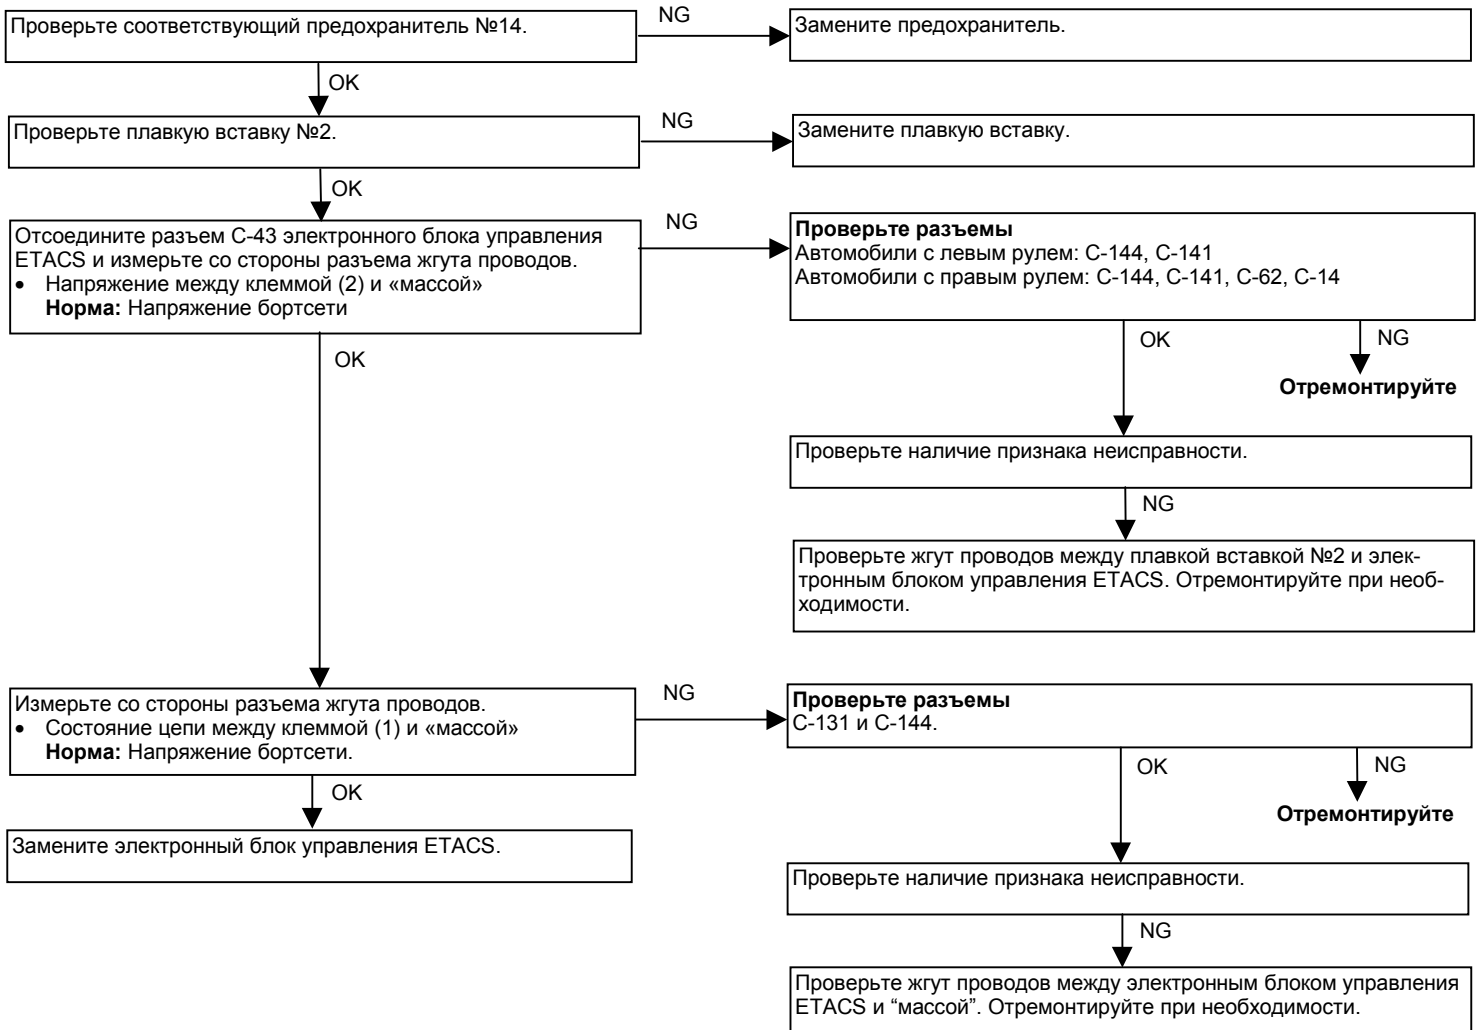 Проверьте соответствующий предохранитель №14.
NG
Замените предохранитель.
OK
Проверьте плавкую вставку №2.
NG
Замените плавкую вставку.
OK
Отсоедините разъем С-43 электронного блока управления
ETACS и измерьте со стороны разъема жгута проводов.
• Напряжение между клеммой (2) и «массой»
Норма: Напряжение бортсети
NG
Проверьте разъемы
Автомобили с левым рулем: С-144, С-141
Автомобили с правым рулем: С-144, С-141, С-62, С-14
OK
NG
Отремонтируйте
OK
Проверьте наличие признака неисправности.
NG
Проверьте жгут проводов между плавкой вставкой №2 и элек-
тронным блоком управления ETACS. Отремонтируйте при необ-
ходимости.
Измерьте со стороны разъема жгута проводов.
• Состояние цепи между клеммой (1) и «массой»
Норма: Напряжение бортсети.
NG
Проверьте разъемы
С-131 и С-144.
OK
NG
Отремонтируйте
OK
Замените электронный блок управления ETACS.
Проверьте наличие признака неисправности.
NG
Проверьте жгут проводов между электронным блоком управления
ETACS и “массой”. Отремонтируйте при необходимости.